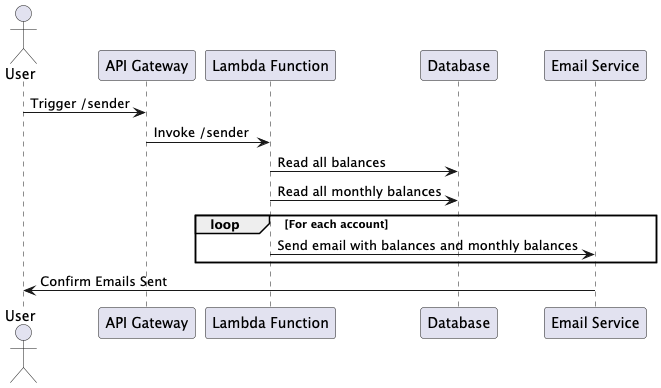 User
API Gateway
Lambda Function
Database
Email Service
Trigger /sender
Invoke /sender
Read all balances
Read all monthly balances
loop
[For each account]
Send email with balances and monthly balances
Confirm Emails Sent
User
API Gateway
Lambda Function
Database
Email Service